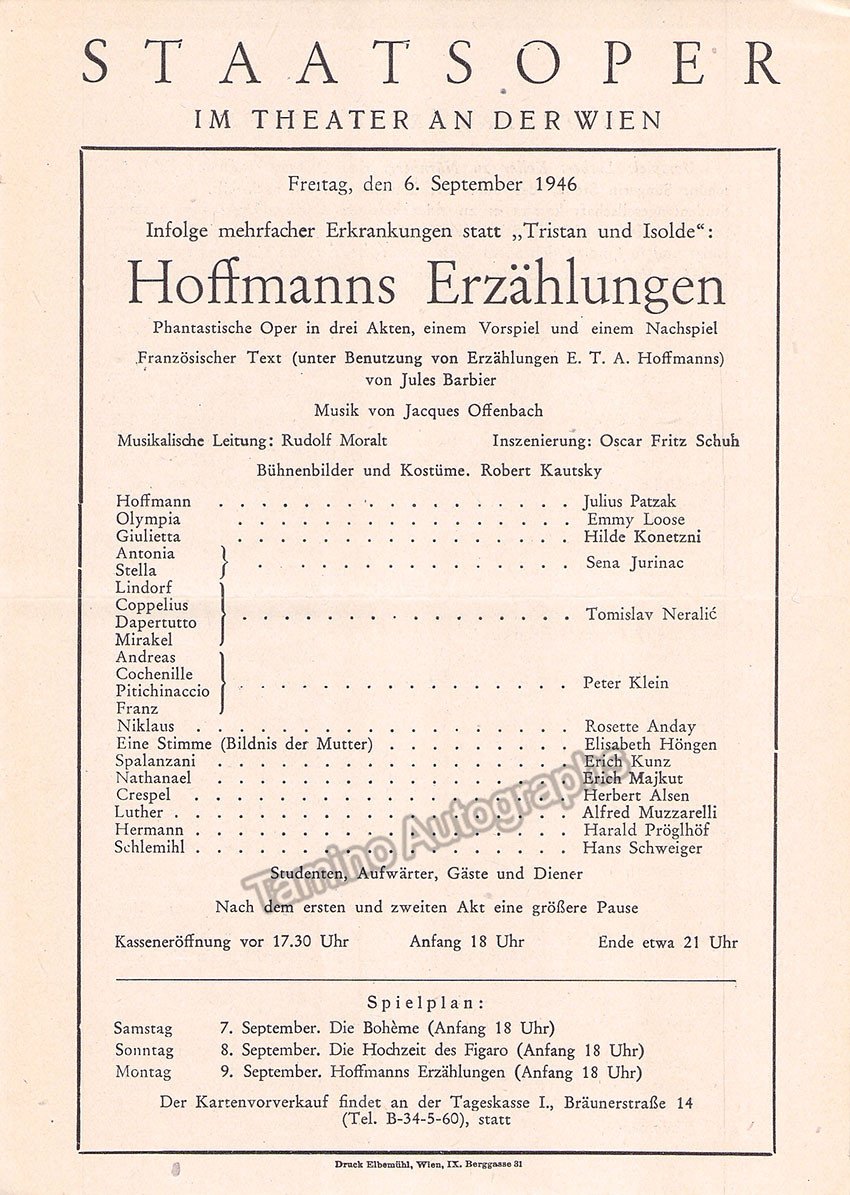 STAATSOPER
IM THEATER AN DER WIEN
Freitag, den 6. September 1946
Infolge mehrfacher Erkrankungen statt „Tristan und Isolde“:
Hoffmanns Erzählungen
Phantastische Oper in drei Akten, einem Vorspiel und einem Nachspiel
Französischer Text (unter Benutzung von Erzählungen E. T. A. Hoffmanns)
von Jules Barbier
Musik von Jacques Offenbach
Musikalische Leitung: Rudolf Moralt Inszenierung: Oscar Fritz Schuh
Bühnenbilder und Kostüme. Robert Kautsky
Hoffmann . . . . . . . . . . . . . . . . . Julius Patzak
Olympia . . . . . . . . . . . . . . . . Emmy Loose
Giulietta . . . . . . . . . . . . . . . . Hilde Konetzni
Antonia
Stella } . . . . . . . . . . . . . . . Sena Jurinac
Lindorf
Coppelius
Dapertutto
Mirakel } . . . . . . . . . . . . . . . . Tomislav Neralić
Andreas
Cochenille
Pitichinaccio
Franz } . . . . . . . . . . . . . . . . Peter Klein
Niklaus . . . . . . . . . . . . . . . . . Rosette Anday
Eine Stimme (Bildnis der Mutter) . . . . . . . . Elisabeth Höngen
Spalanzani . . . . . . . . . . . . . . . . . Erich Kunz
Nathanael . . . . . . . . . . . . . . . . . Erich Majkut
Crespel . . . . . . . . . . . . . . . . . . Herbert Alsen
Luther . . . . . . . . . . . . . . . . . . . Alfred Muzzarelli
Hermann . . . . . . . . . . . . . . . . . . Harald Pröglhöf
Schlemihl . . . . . . . . . . . . . . . . . . Hans Schweiger
Studenten, Aufwärter, Gäste und Diener
Nach dem ersten und zweiten Akt eine größere Pause
Kasseneröffnung vor 17.30 Uhr Anfang 18 Uhr Ende etwa 21 Uhr
Spielplan:
Samstag 7. September. Die Bohème (Anfang 18 Uhr)
Sonntag 8. September. Die Hochzeit des Figaro (Anfang 18 Uhr)
Montag 9. September. Hoffmanns Erzählungen (Anfang 18 Uhr)
Der Kartenvorverkauf findet an der Tageskasse I., Bräunerstraße 14
(Tel. B-34-5-60), statt
Druck Elbemühl, Wien, IX. Berggasse 31
Tamino Autographs